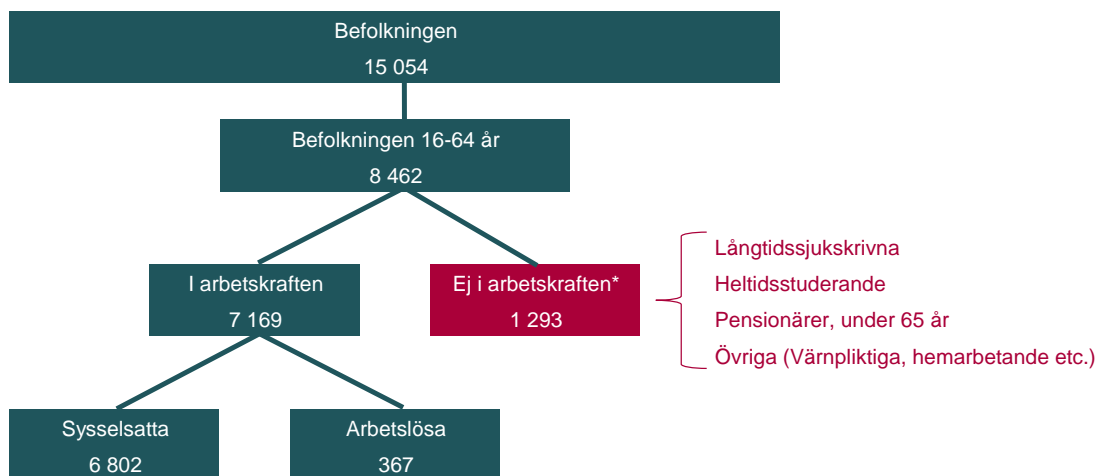 Befolkningen
15 054
Befolkningen 16-64 år
8 462
I arbetskraften
7 169
Ej i arbetskraften*
1 293
Långtidssjukskrivna
Heltidsstuderande
Pensionärer, under 65 år
Övriga (Värnpliktiga, hemarbetande etc.)
Sysselsatta
6 802
Arbetslösa
367